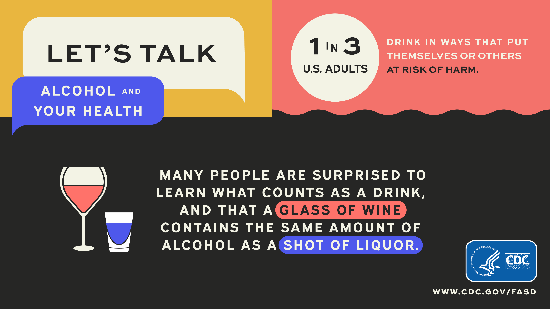 LET'S TALK
ALCOHOL AND
YOUR HEALTH
1 IN 3
U.S. ADULTS
DRINK IN WAYS THAT PUT
THEMSELVES OR OTHERS
AT RISK OF HARM.
MANY PEOPLE ARE SURPRISED TO
LEARN WHAT COUNTS AS A DRINK,
AND THAT A GLASS OF WINE
CONTAINS THE SAME AMOUNT OF
ALCOHOL AS A SHOT OF LIQUOR.
CDC
WWW.CDC.GOV/FASD